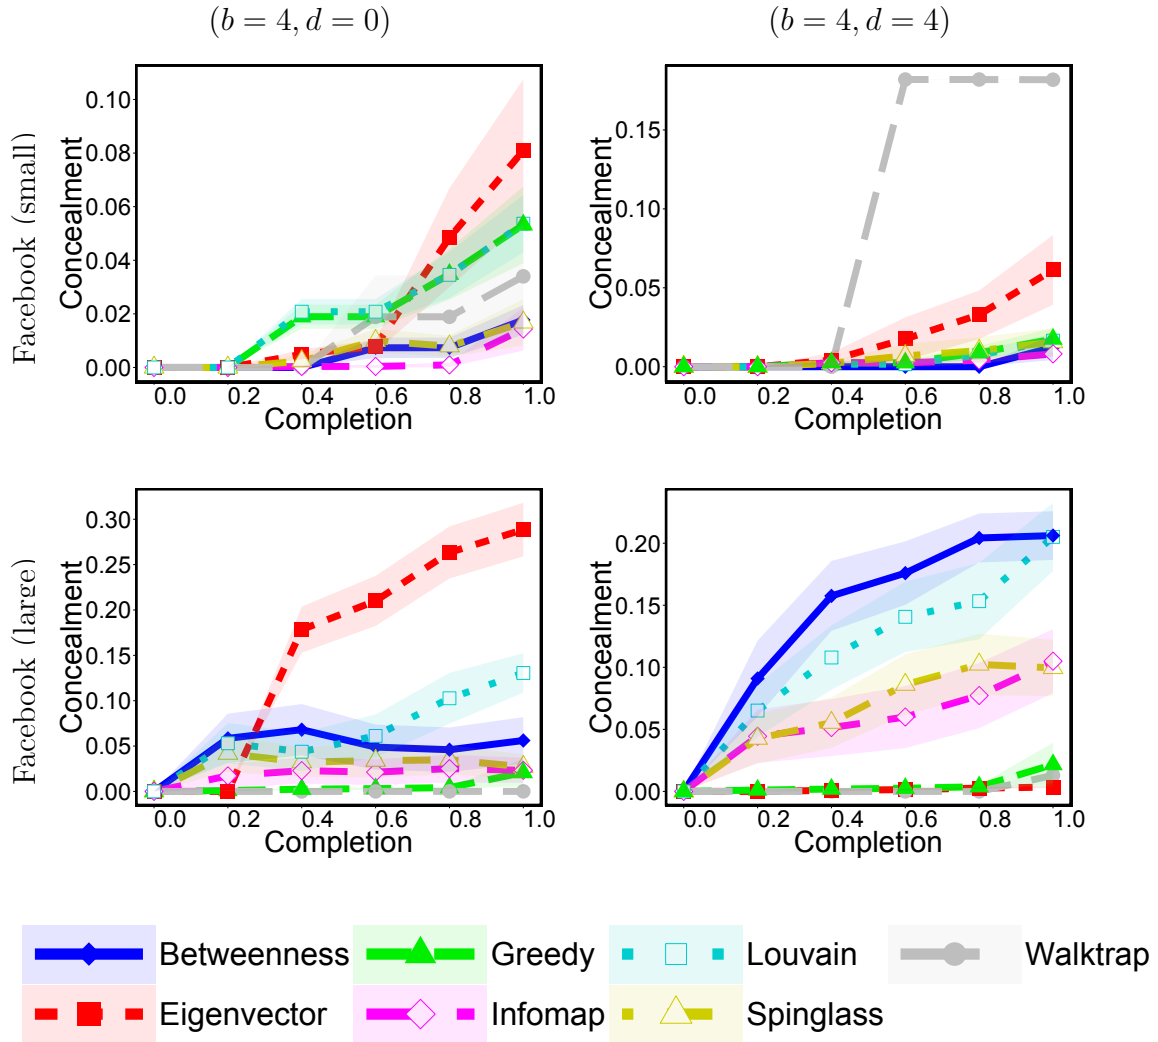 (b = 4, d = 0)
(b = 4, d = 4)
Facebook (small)
Concealment
0.10
0.08
0.06
0.04
0.02
0.00
0.0 0.2 0.4 0.6 0.8 1.0
Completion
Concealment
0.15
0.10
0.05
0.00
0.0 0.2 0.4 0.6 0.8 1.0
Completion
Facebook (large)
Concealment
0.30
0.25
0.20
0.15
0.10
0.05
0.00
0.0 0.2 0.4 0.6 0.8 1.0
Completion
Concealment
0.20
0.15
0.10
0.05
0.00
0.0 0.2 0.4 0.6 0.8 1.0
Completion
Betweenness Greedy Louvain Walktrap
Eigenvector Infomap Spinglass